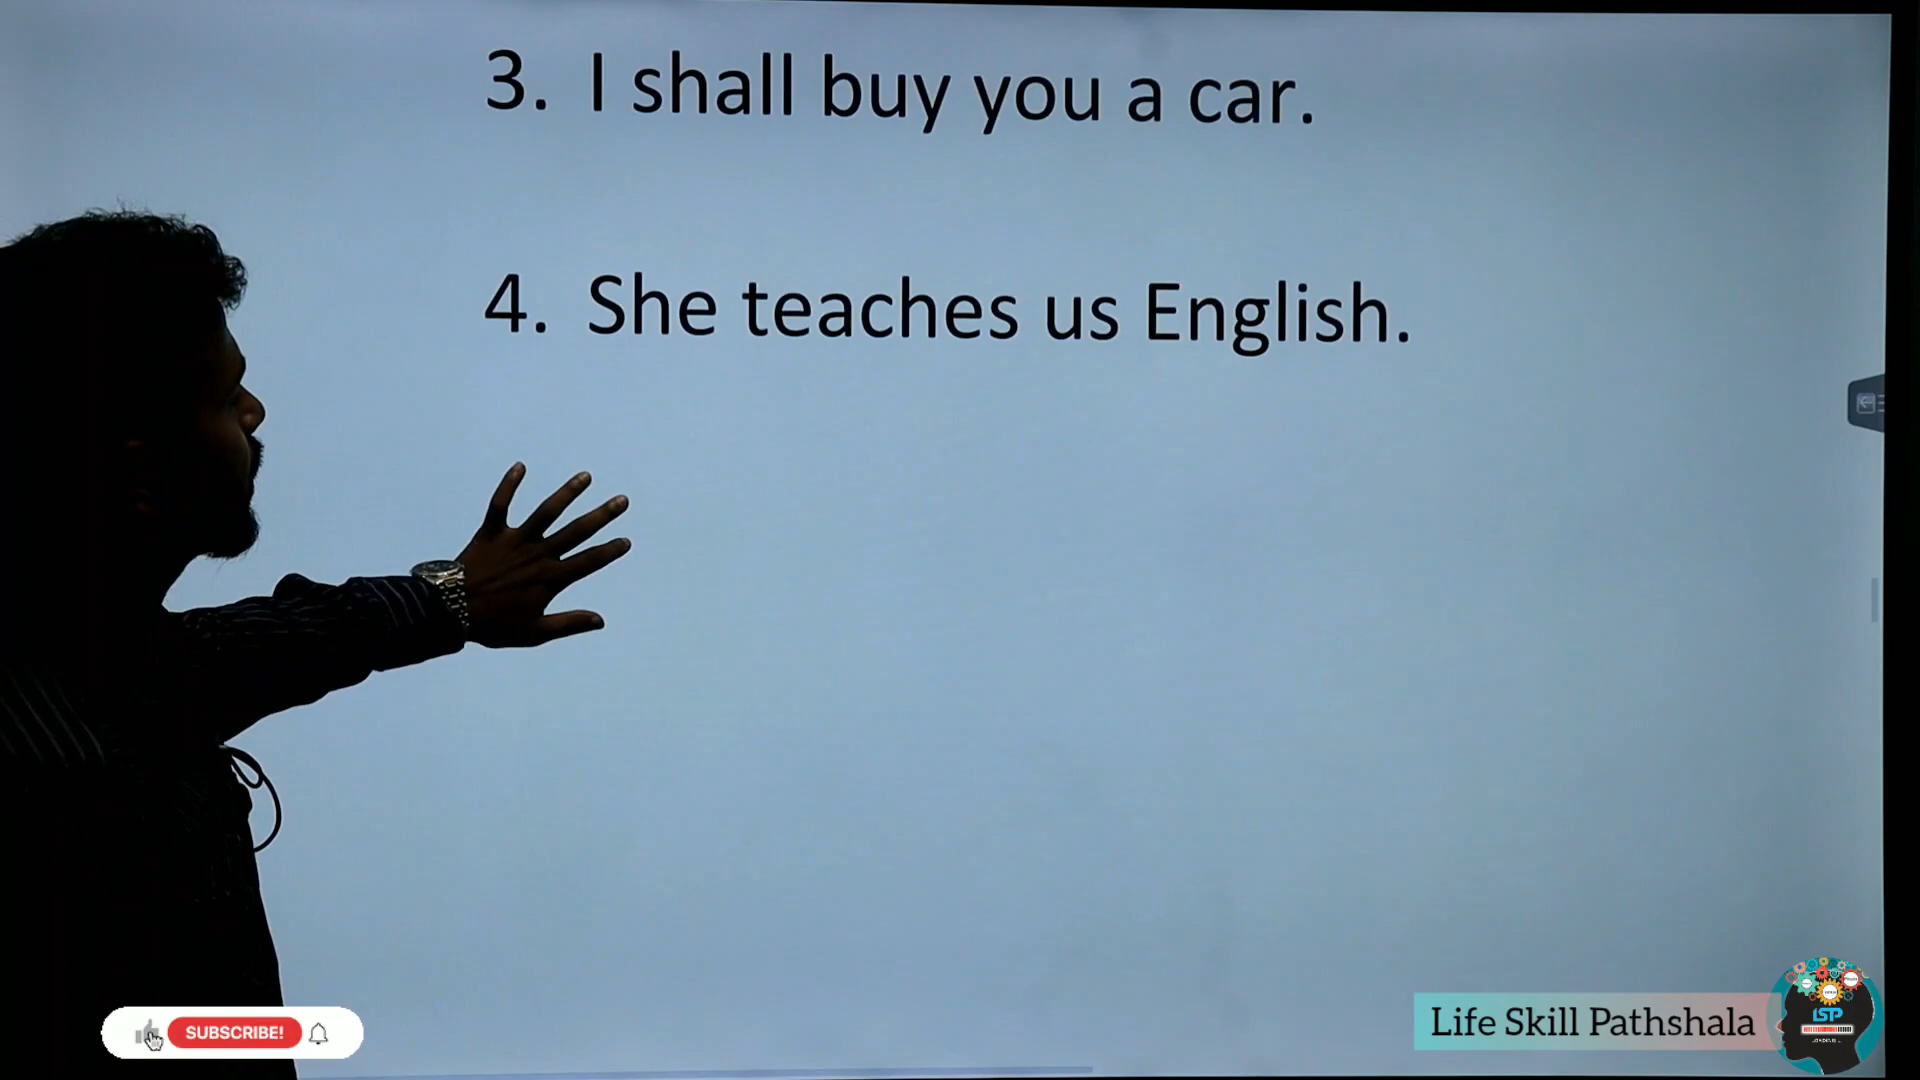 3. I shall buy you a car.
4. She teaches us English.
SUBSCRIBE!
Life Skill Pathshala
LSP